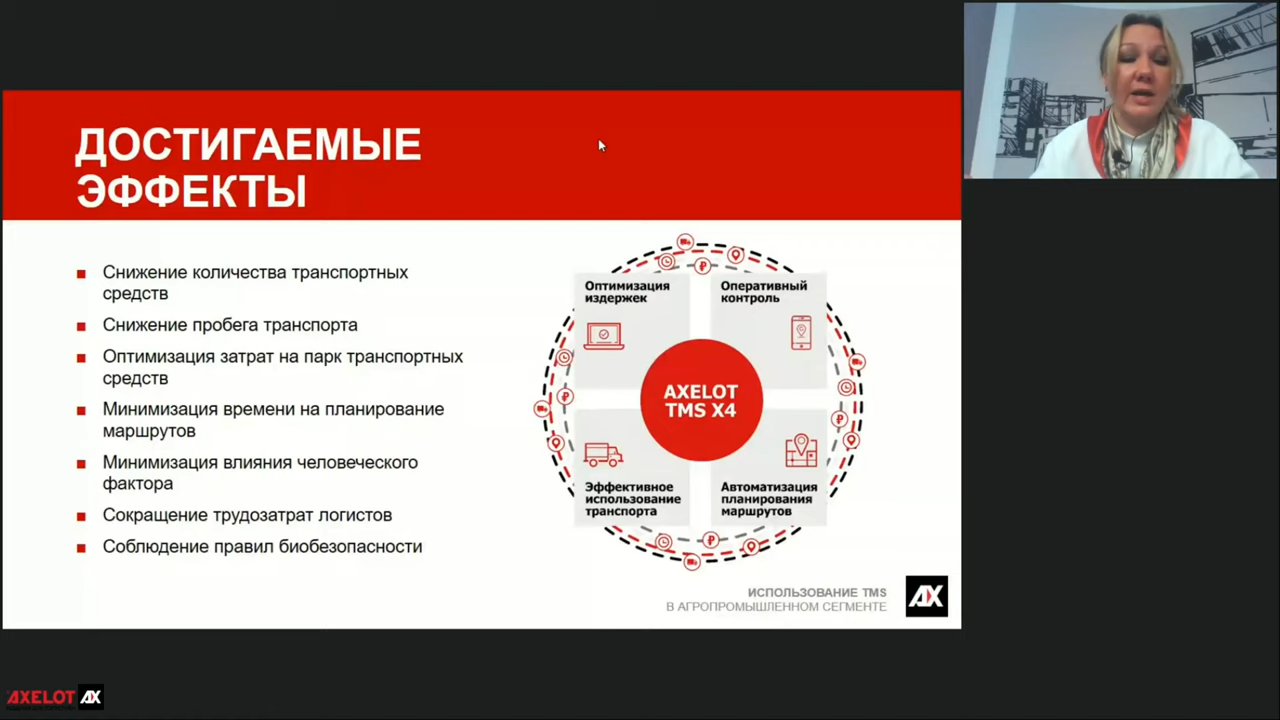 ДОСТИГАЕМЫЕ
ЭФФЕКТЫ
Снижение количества транспортных
средств
Снижение пробега транспорта
Оптимизация затрат на парк транспортных
средств
Минимизация времени на планирование
маршрутов
Минимизация влияния человеческого
фактора
Сокращение трудозатрат логистов
Соблюдение правил биобезопасности
Оптимизация
издержек
Оперативный
контроль
AXELOT
TMS X4
Эффективное
использование
транспорта
Автоматизация
планирования
маршрутов
ИСПОЛЬЗОВАНИЕ TMS
В АГРОПРОМЫШЛЕННОМ СЕГМЕНТЕ
AX
AXELOT AX